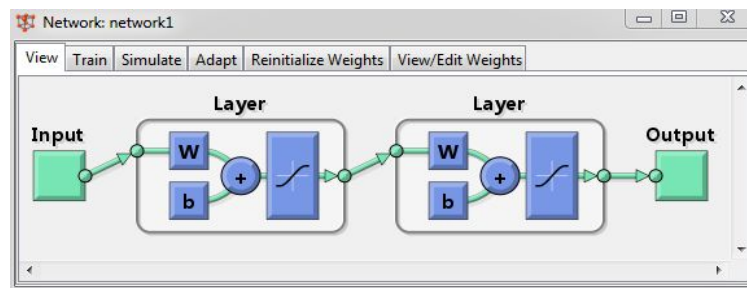 Network: network1
View Train Simulate Adapt Reinitialize Weights View/Edit Weights
Layer Layer
Input Output
W + W +
b b